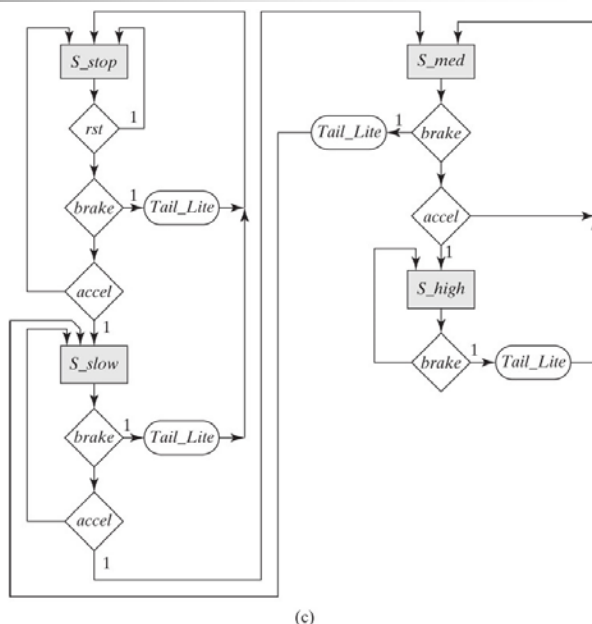 S_stop
rst
1
brake
1
Tail_Lite
accel
1
S_slow
brake
1
Tail_Lite
accel
1
S_med
brake
1
Tail_Lite
accel
1
S_high
brake
1
Tail_Lite
(c)